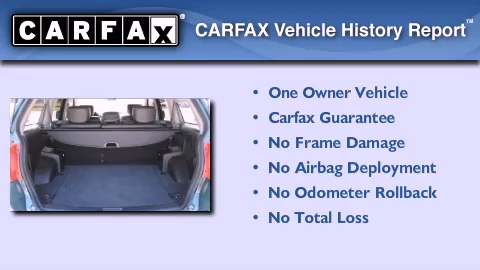 CARFAX® CARFAX Vehicle History Report™
• One Owner Vehicle
• Carfax Guarantee
• No Frame Damage
• No Airbag Deployment
• No Odometer Rollback
• No Total Loss